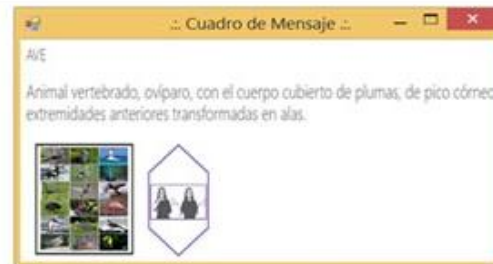 .:. Cuadro de Mensaje .:.
AVE
Animal vertebrado, ovíparo, con el cuerpo cubierto de plumas, de pico córneo
extremidades anteriores transformadas en alas.